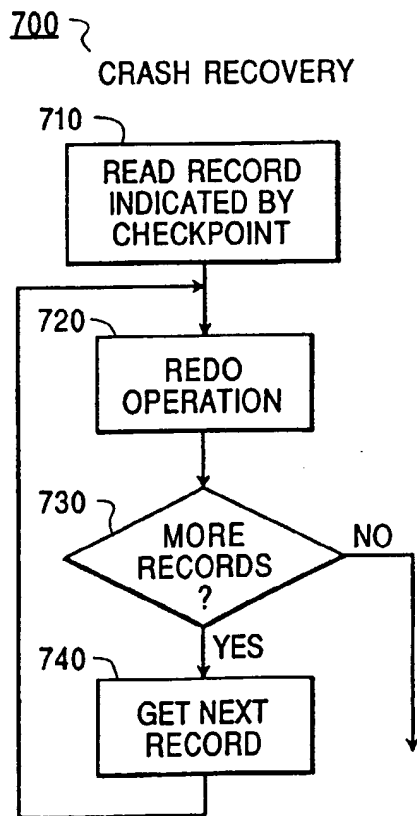 700
CRASH RECOVERY
710
READ RECORD
INDICATED BY
CHECKPOINT
720
REDO
OPERATION
730
MORE
RECORDS
?
NO
YES
740
GET NEXT
RECORD